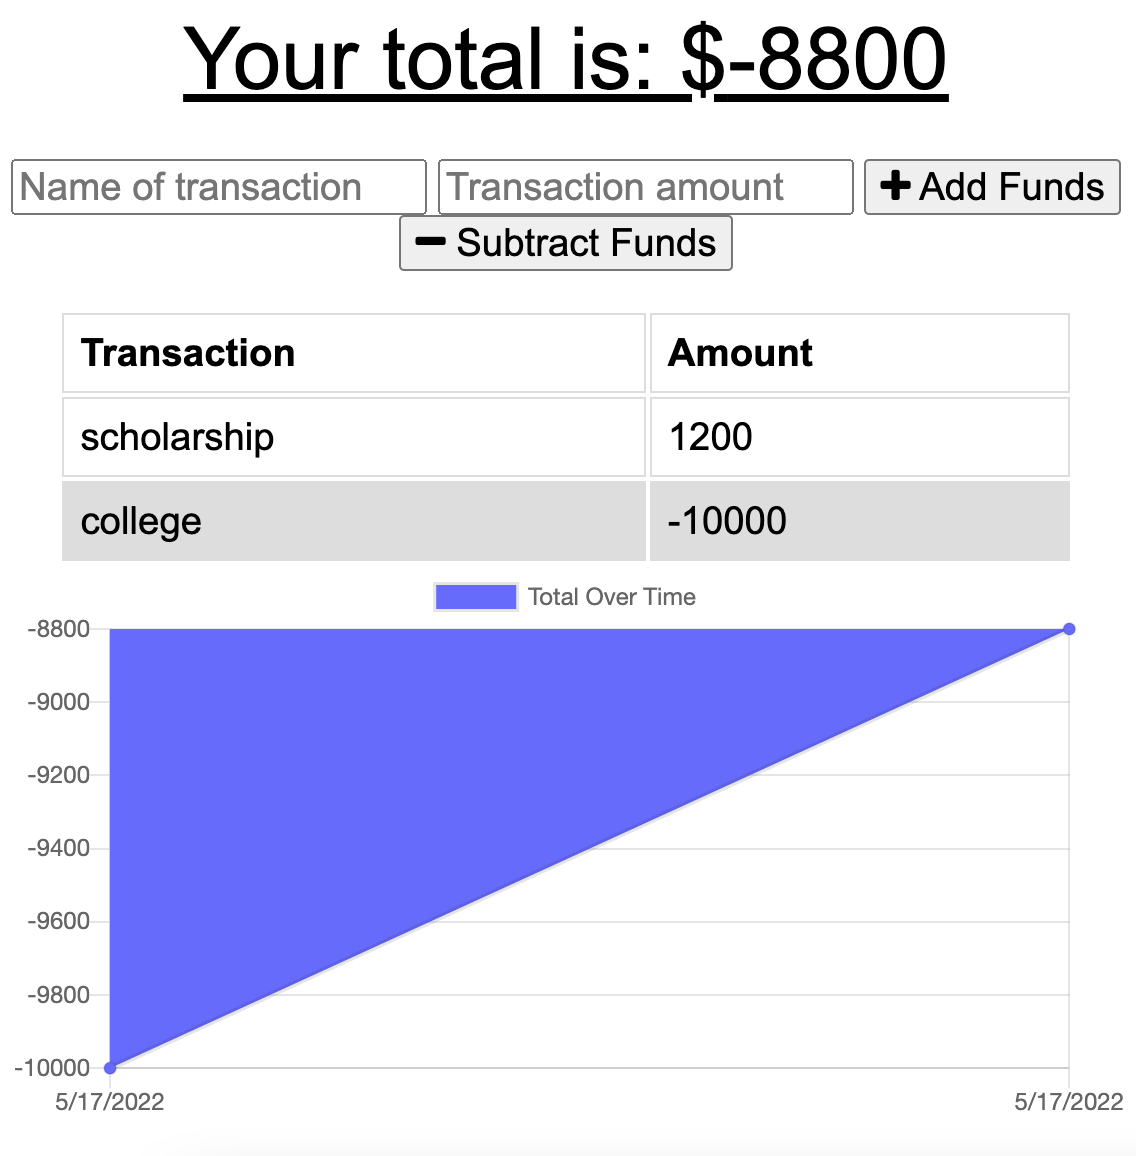 Your total is: $-8800
Name of transaction Transaction amount Add Funds
Subtract Funds
Transaction Amount
scholarship 1200
college -10000
Total Over Time
-8800
-9000
-9200
-9400
-9600
-9800
-10000
5/17/2022 5/17/2022